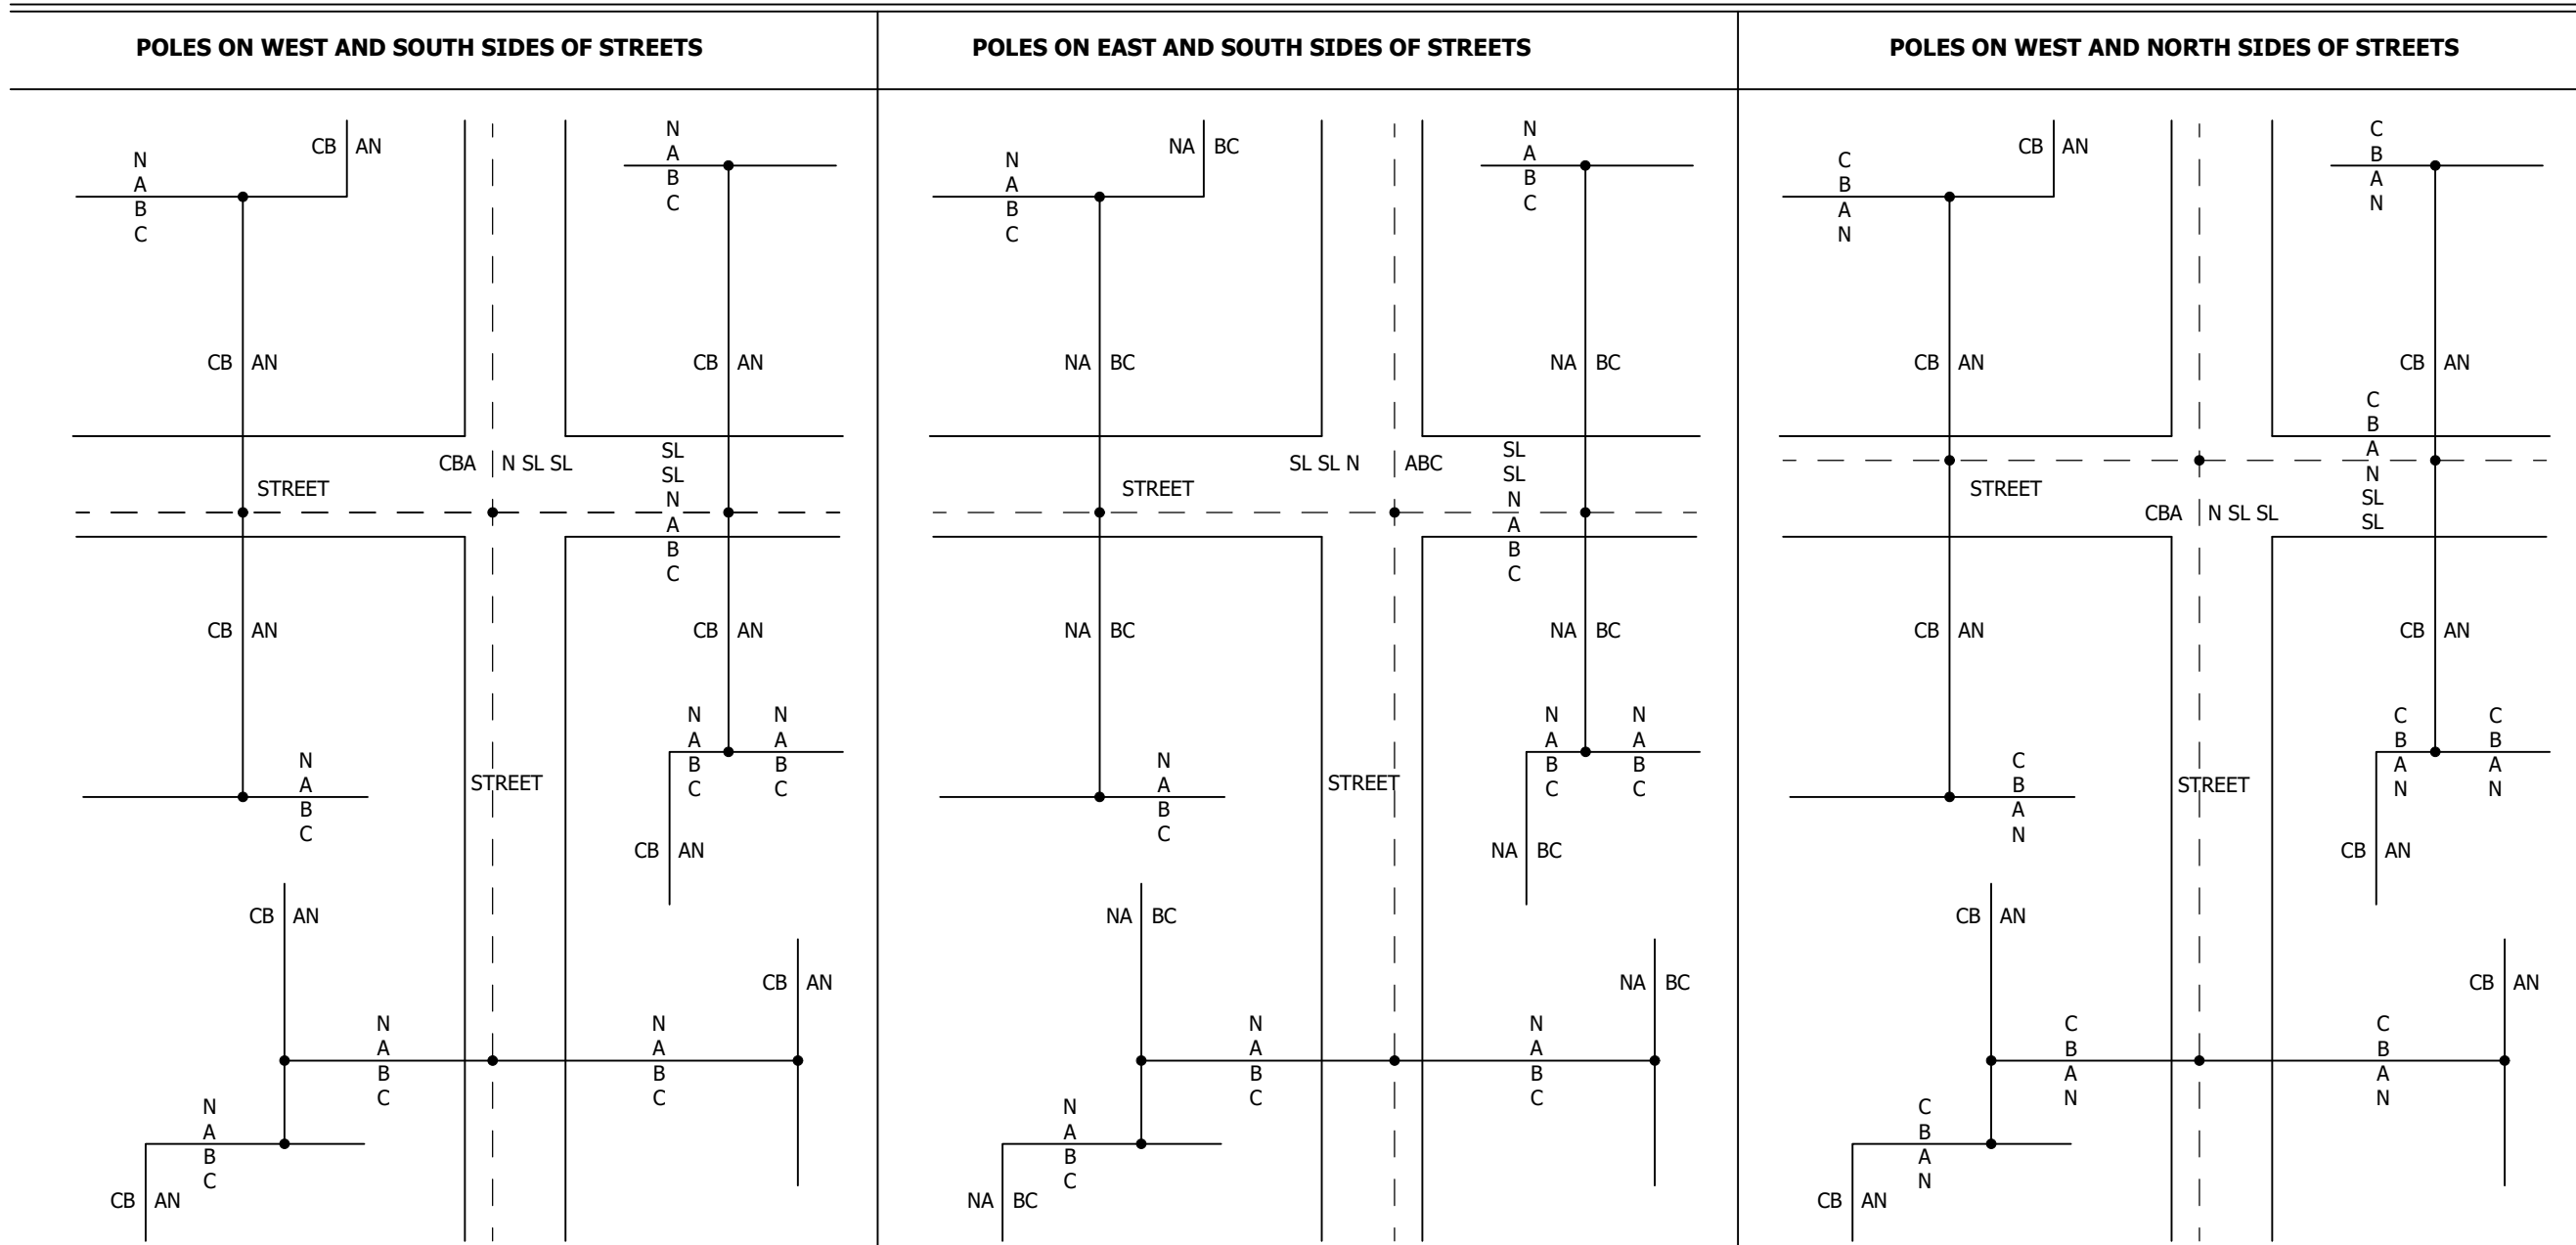 POLES ON WEST AND SOUTH SIDES OF STREETS
N
A
B
C
CB AN
N
A
B
C
CB AN
CB AN
CBA N SL SL
SL
SL
N
A
B
C
STREET
CB AN
CB AN
N
A
B
C
N
A
B
C
N
A
B
C
STREET
CB AN
CB AN
CB AN
N
A
B
C
N
A
B
C
N
A
B
C
CB AN
POLES ON EAST AND SOUTH SIDES OF STREETS
N
A
B
C
NA BC
N
A
B
C
NA BC
NA BC
SL SL N ABC
SL
SL
N
A
B
C
STREET
NA BC
NA BC
N
A
B
C
N
A
B
C
N
A
B
C
STREET
NA BC
NA BC
NA BC
N
A
B
C
N
A
B
C
N
A
B
C
NA BC
POLES ON WEST AND NORTH SIDES OF STREETS
C
B
A
N
CB AN
C
B
A
N
CB AN
CB AN
C
B
A
N
SL
SL
STREET
CBA N SL SL
CB AN
CB AN
C
B
A
N
C
B
A
N
C
B
A
N
STREET
CB AN
CB AN
CB AN
C
B
A
N
C
B
A
N
C
B
A
N
CB AN